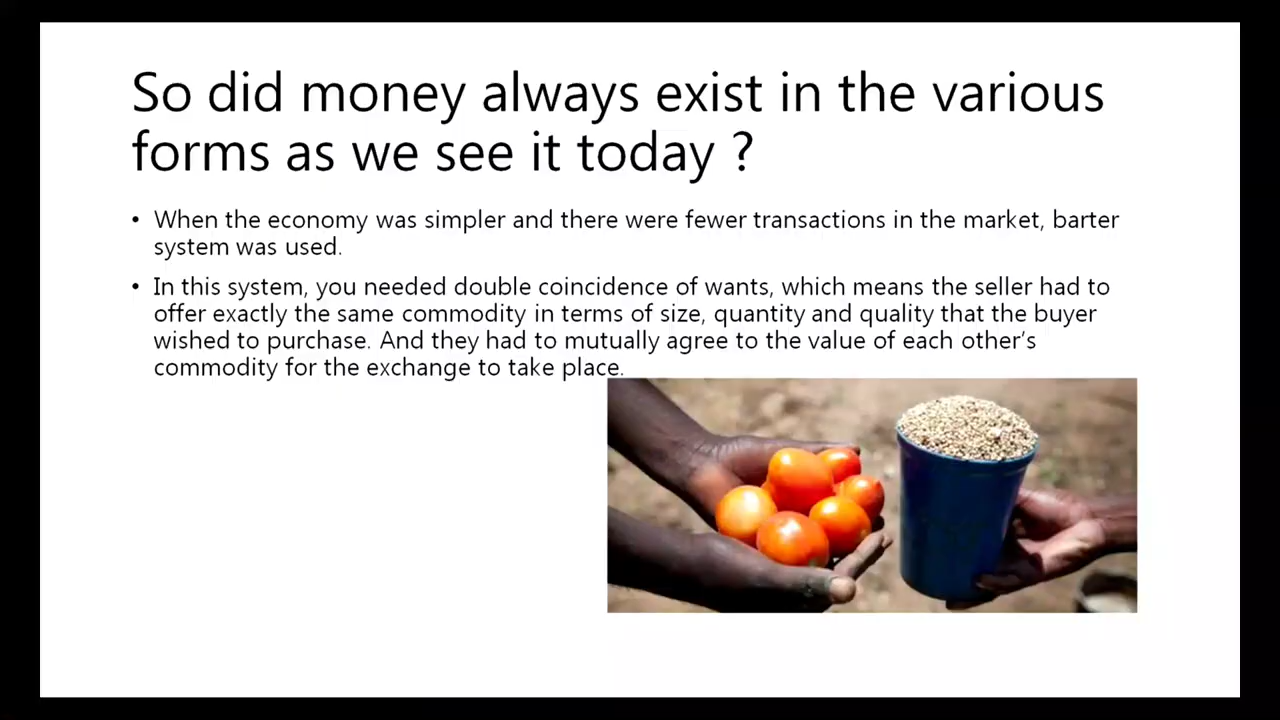 So did money always exist in the various
forms as we see it today ?
• When the economy was simpler and there were fewer transactions in the market, barter
system was used.
• In this system, you needed double coincidence of wants, which means the seller had to
offer exactly the same commodity in terms of size, quantity and quality that the buyer
wished to purchase. And they had to mutually agree to the value of each other’s
commodity for the exchange to take place.